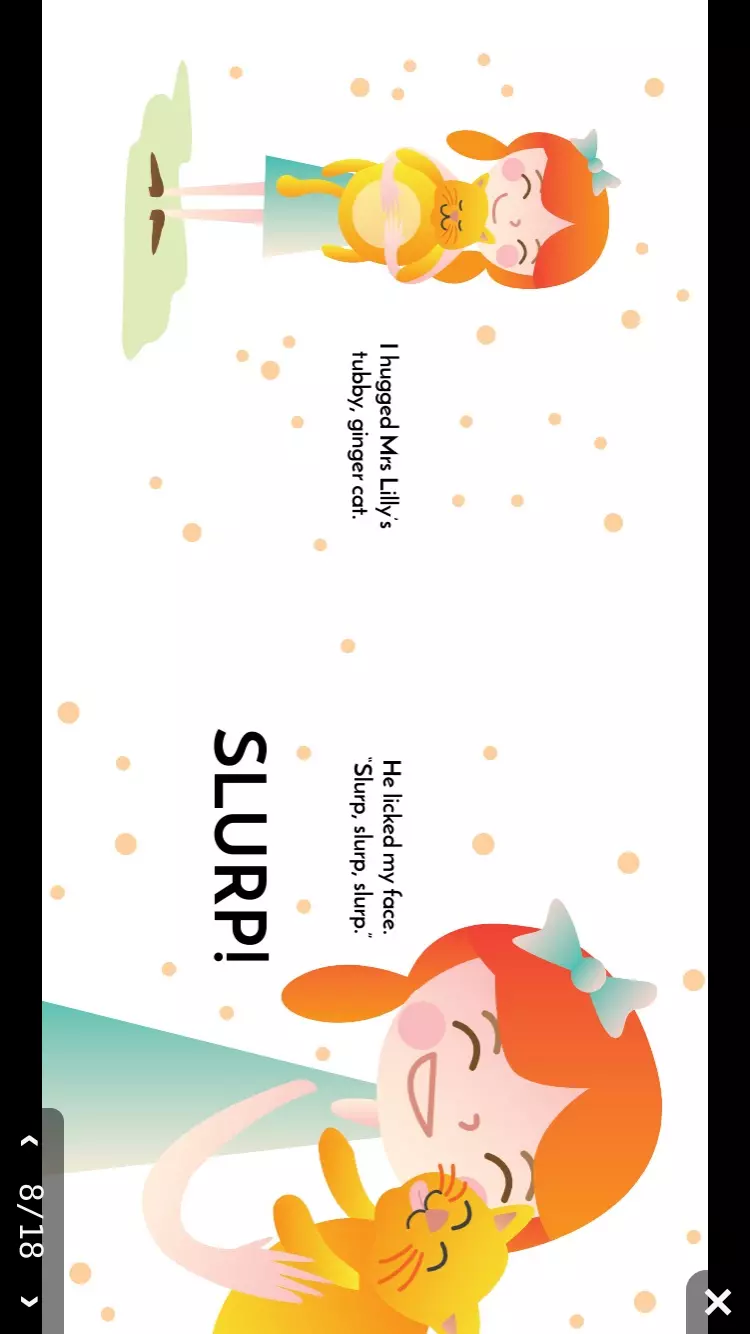 I hugged Mrs Lilly's
tubby, ginger cat.
He licked my face.
“Slurp, slurp, slurp.”
SLURP!
8/18